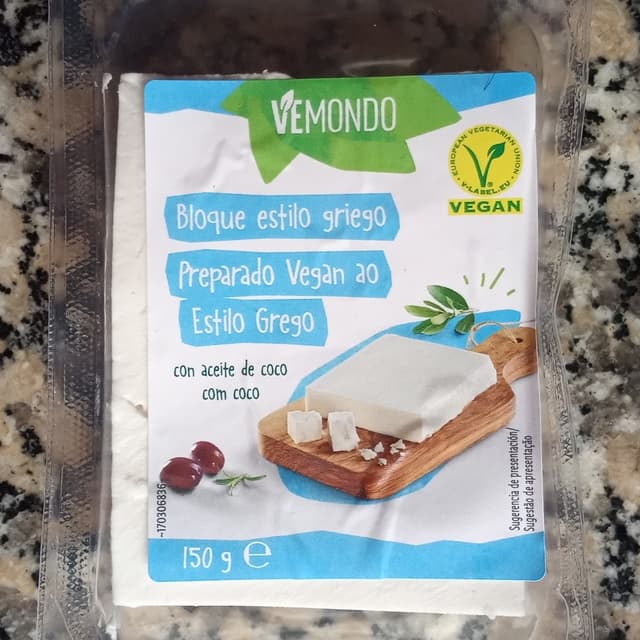 VEMONDO
EUROPEAN VEGETARIAN UNION
V-LABEL.EU
VEGAN
Bloque estilo griego
Preparado Vegan ao
Estilo Grego
con aceite de coco
com coco
Sugerencia de presentación/
Sugestão de apresentação
~170306836
150 g e